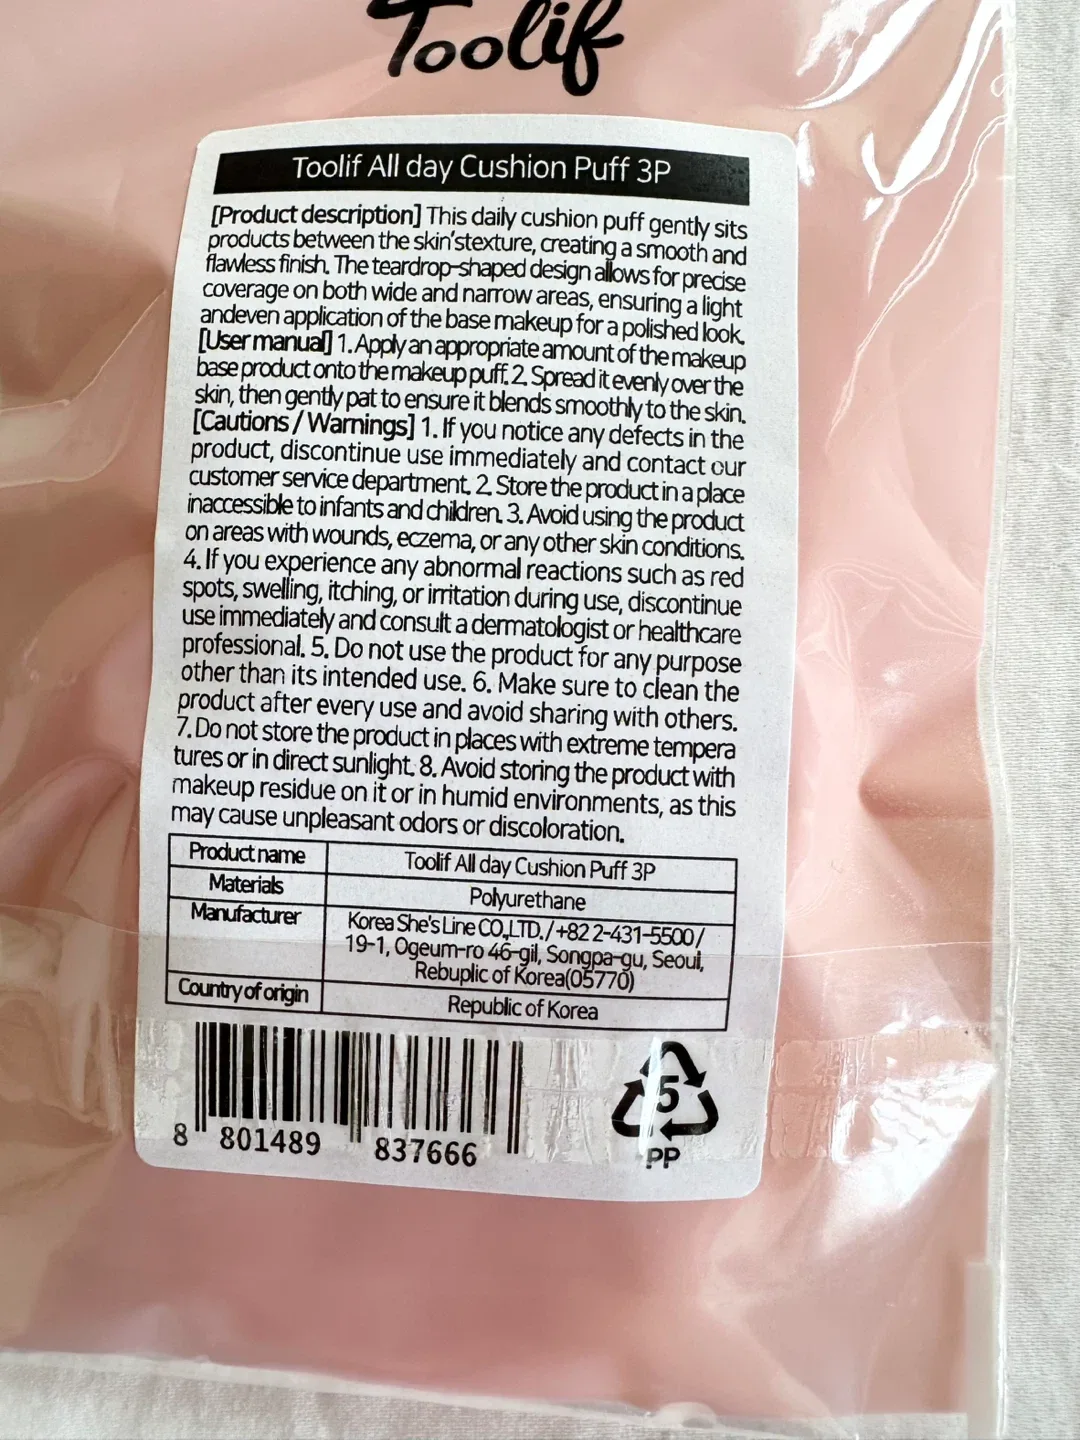 Toolif
Toolif All day Cushion Puff 3P
[Product description] This daily cushion puff gently sits
products between the skin'stexture, creating a smooth and
flawless finish. The teardrop-shaped design allows for precise
coverage on both wide and narrow areas, ensuring a light
andeven application of the base makeup for a polished look.
[User manual] 1. Apply an appropriate amount of the makeup
base product onto the makeup puff. 2. Spread it evenly over the
skin, then gently pat to ensure it blends smoothly to the skin.
[Cautions / Warnings] 1. If you notice any defects in the
product, discontinue use immediately and contact our
customer service department. 2. Store the product in a place
inaccessible to infants and children. 3. Avoid using the product
on areas with wounds, eczema, or any other skin conditions.
4. If you experience any abnormal reactions such as red
spots, swelling, itching, or irritation during use, discontinue
use immediately and consult a dermatologist or healthcare
professional. 5. Do not use the product for any purpose
other than its intended use. 6. Make sure to clean the
product after every use and avoid sharing with others.
7. Do not store the product in places with extreme tempera
tures or in direct sunlight. 8. Avoid storing the product with
makeup residue on it or in humid environments, as this
may cause unpleasant odors or discoloration.
Product name Toolif All day Cushion Puff 3P
Materials Polyurethane
Manufacturer Korea She's Line CO.,LTD. / +82 2-431-5500 /
19-1, Ogeum-ro 46-gil, Songpa-gu, Seoul,
Rebuplic of Korea(05770)
Country of origin Republic of Korea
8 801489 837666
5
PP